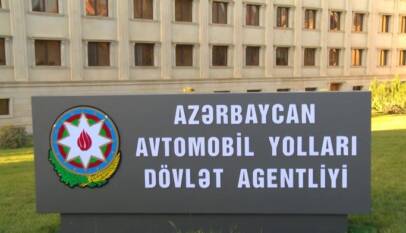 AZƏRBAYCAN
AVTOMOBİL YOLLARI
DÖVLƏT AGENTLİYİ